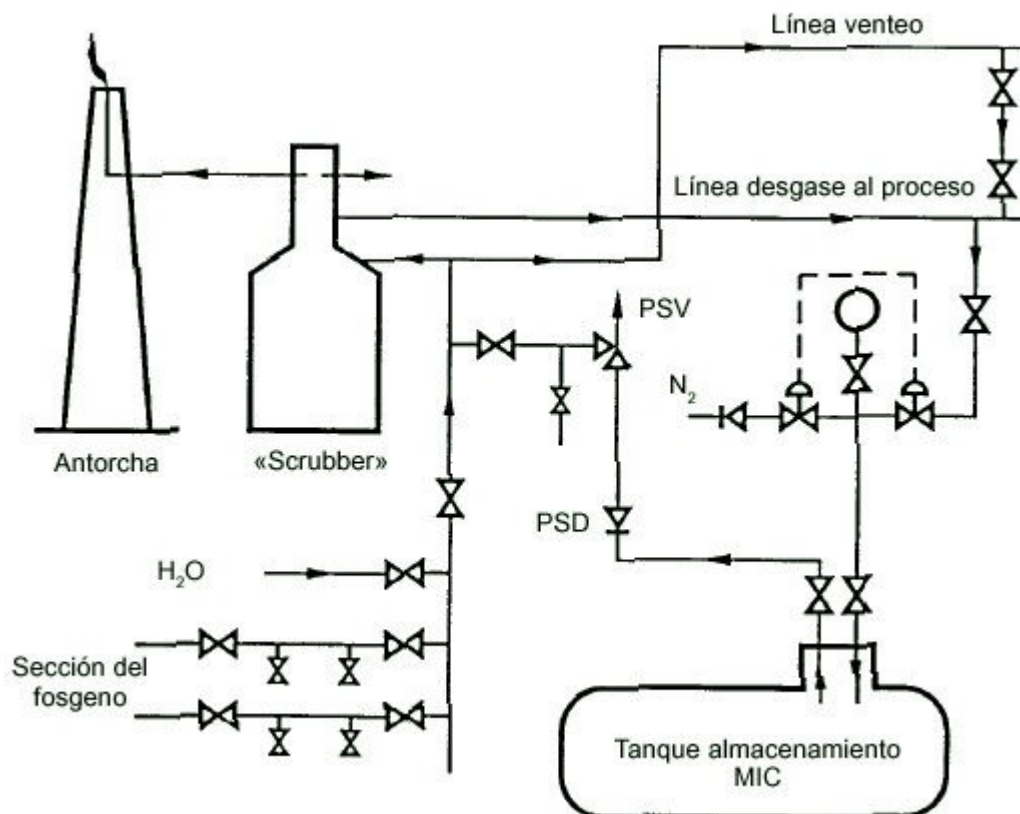 Línea venteo
Línea desgase al proceso
PSV
N₂
Antorcha
«Scrubber»
PSD
H₂O
Sección del
fosgeno
Tanque almacenamiento
MIC